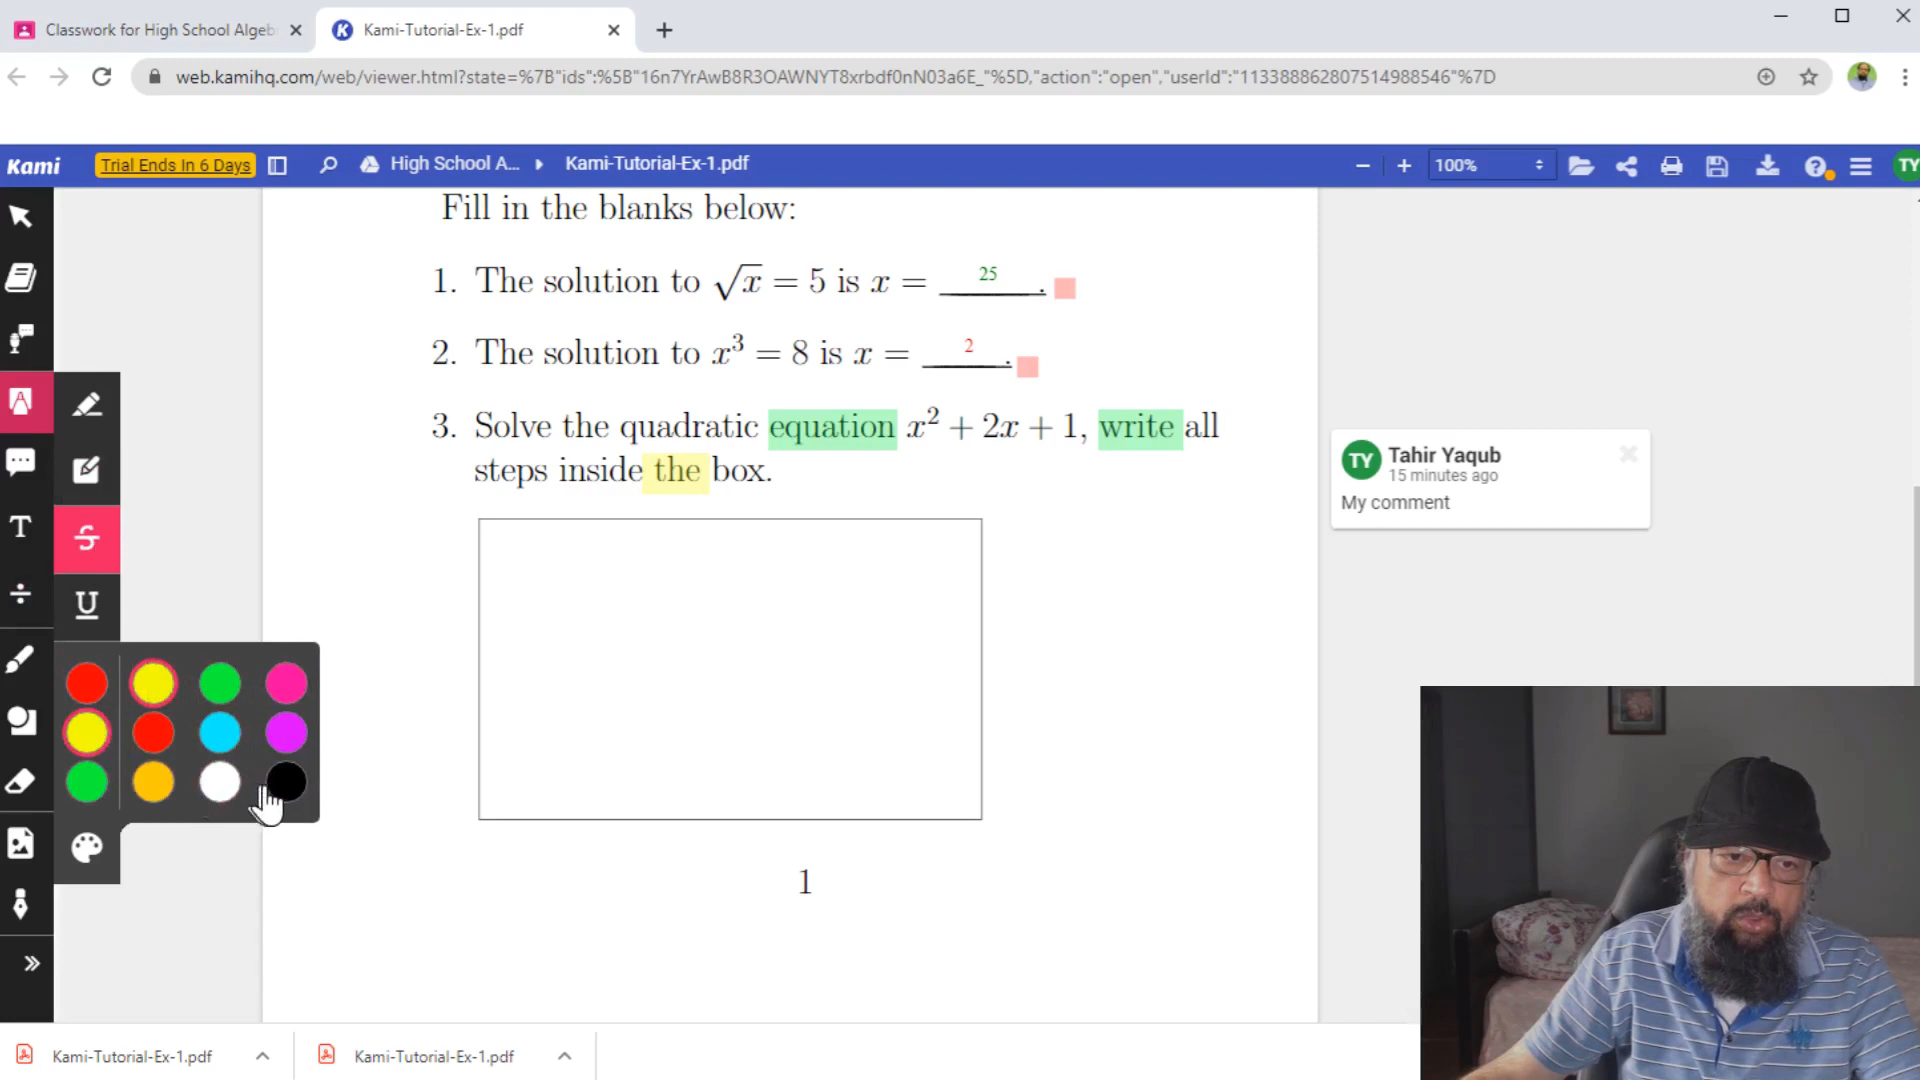 Classwork for High School Algeb
Kami-Tutorial-Ex-1.pdf
web.kamihq.com/web/viewer.html?state=%7B"ids":%5B"16n7YrAwB8R3OAWNYT8xrbdf0nN03a6E_"%5D,"action":"open","userId":"113388862807514988546"%7D
Kami
Trial Ends In 6 Days
High School A...
Kami-Tutorial-Ex-1.pdf
100%
TY
Fill in the blanks below:
1. The solution to √x = 5 is x = 25.
2. The solution to x³ = 8 is x = 2.
3. Solve the quadratic equation x² + 2x + 1, write all
steps inside the box.
TY
Tahir Yaqub
15 minutes ago
My comment
T
S
U
1
Kami-Tutorial-Ex-1.pdf
Kami-Tutorial-Ex-1.pdf